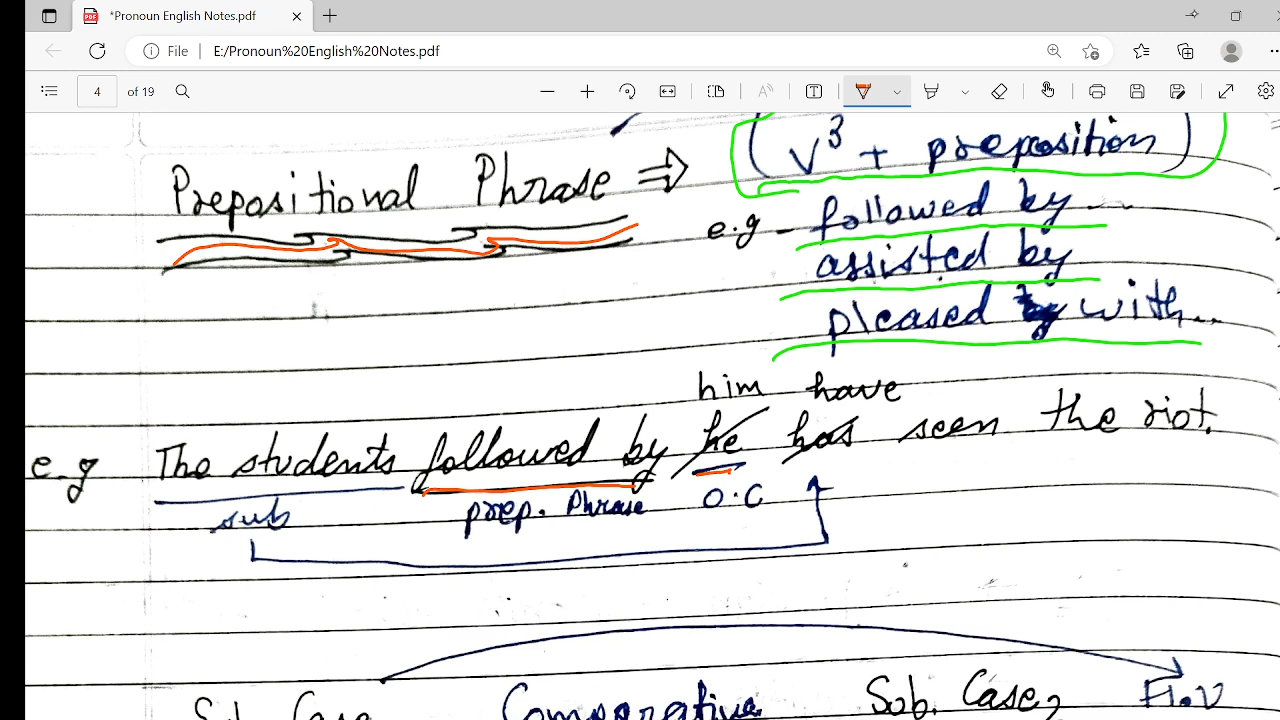 *Pronoun English Notes.pdf
File | E:/Pronoun%20English%20Notes.pdf
4 of 19
(V³ + preposition)
Prepositional Phrase ⇒
e.g - followed by ...
assisted by
pleased with...
him have
e.g The students followed by he has seen the riot.
sub prep. Phrase O.C
Sub. Case Comparative Sub. Case₂ H.V